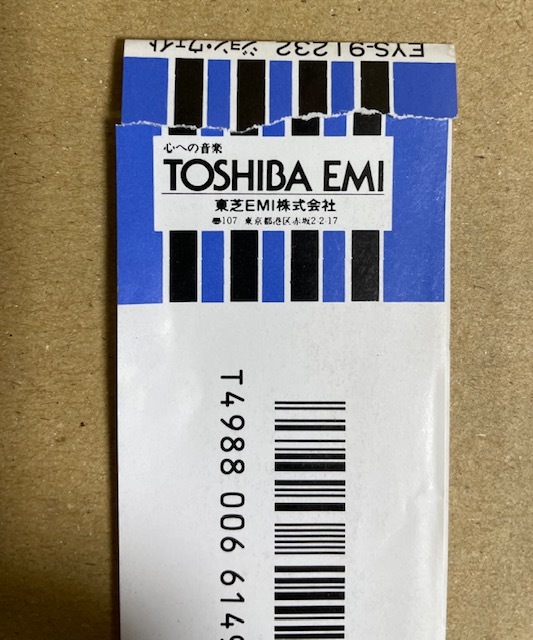 EYS-91232 ジョン・ウェイト
心への音楽
TOSHIBA EMI
東芝EMI株式会社
〠107 東京都港区赤坂2-2-17
T4988 006 6149